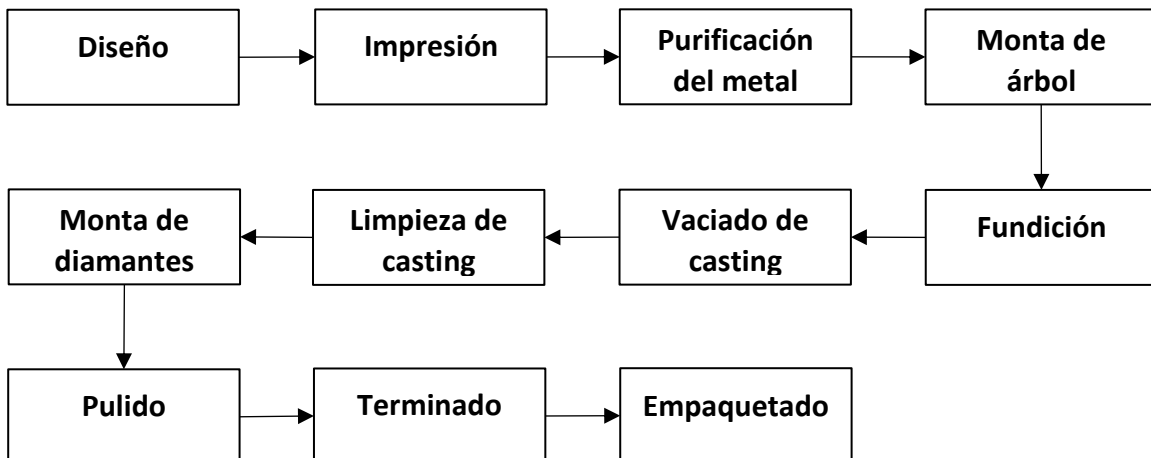 Diseño
Impresión
Purificación
del metal
Monta de
árbol
Fundición
Vaciado de
casting
Limpieza de
casting
Monta de
diamantes
Pulido
Terminado
Empaquetado